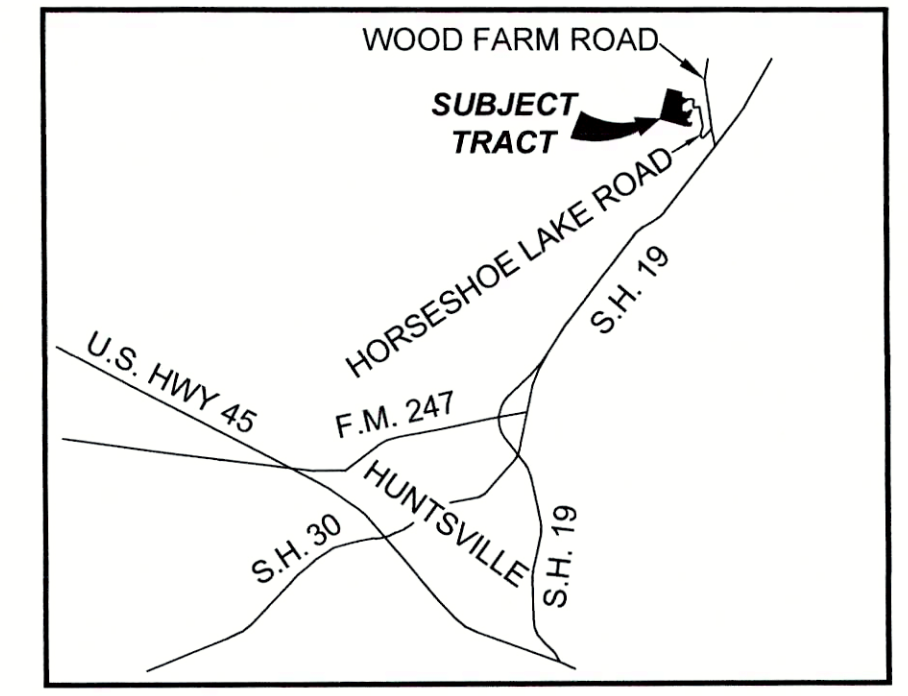 WOOD FARM ROAD
SUBJECT
TRACT
HORSESHOE LAKE ROAD
S.H. 19
U.S. HWY 45
F.M. 247
HUNTSVILLE
S.H. 30
S.H. 19